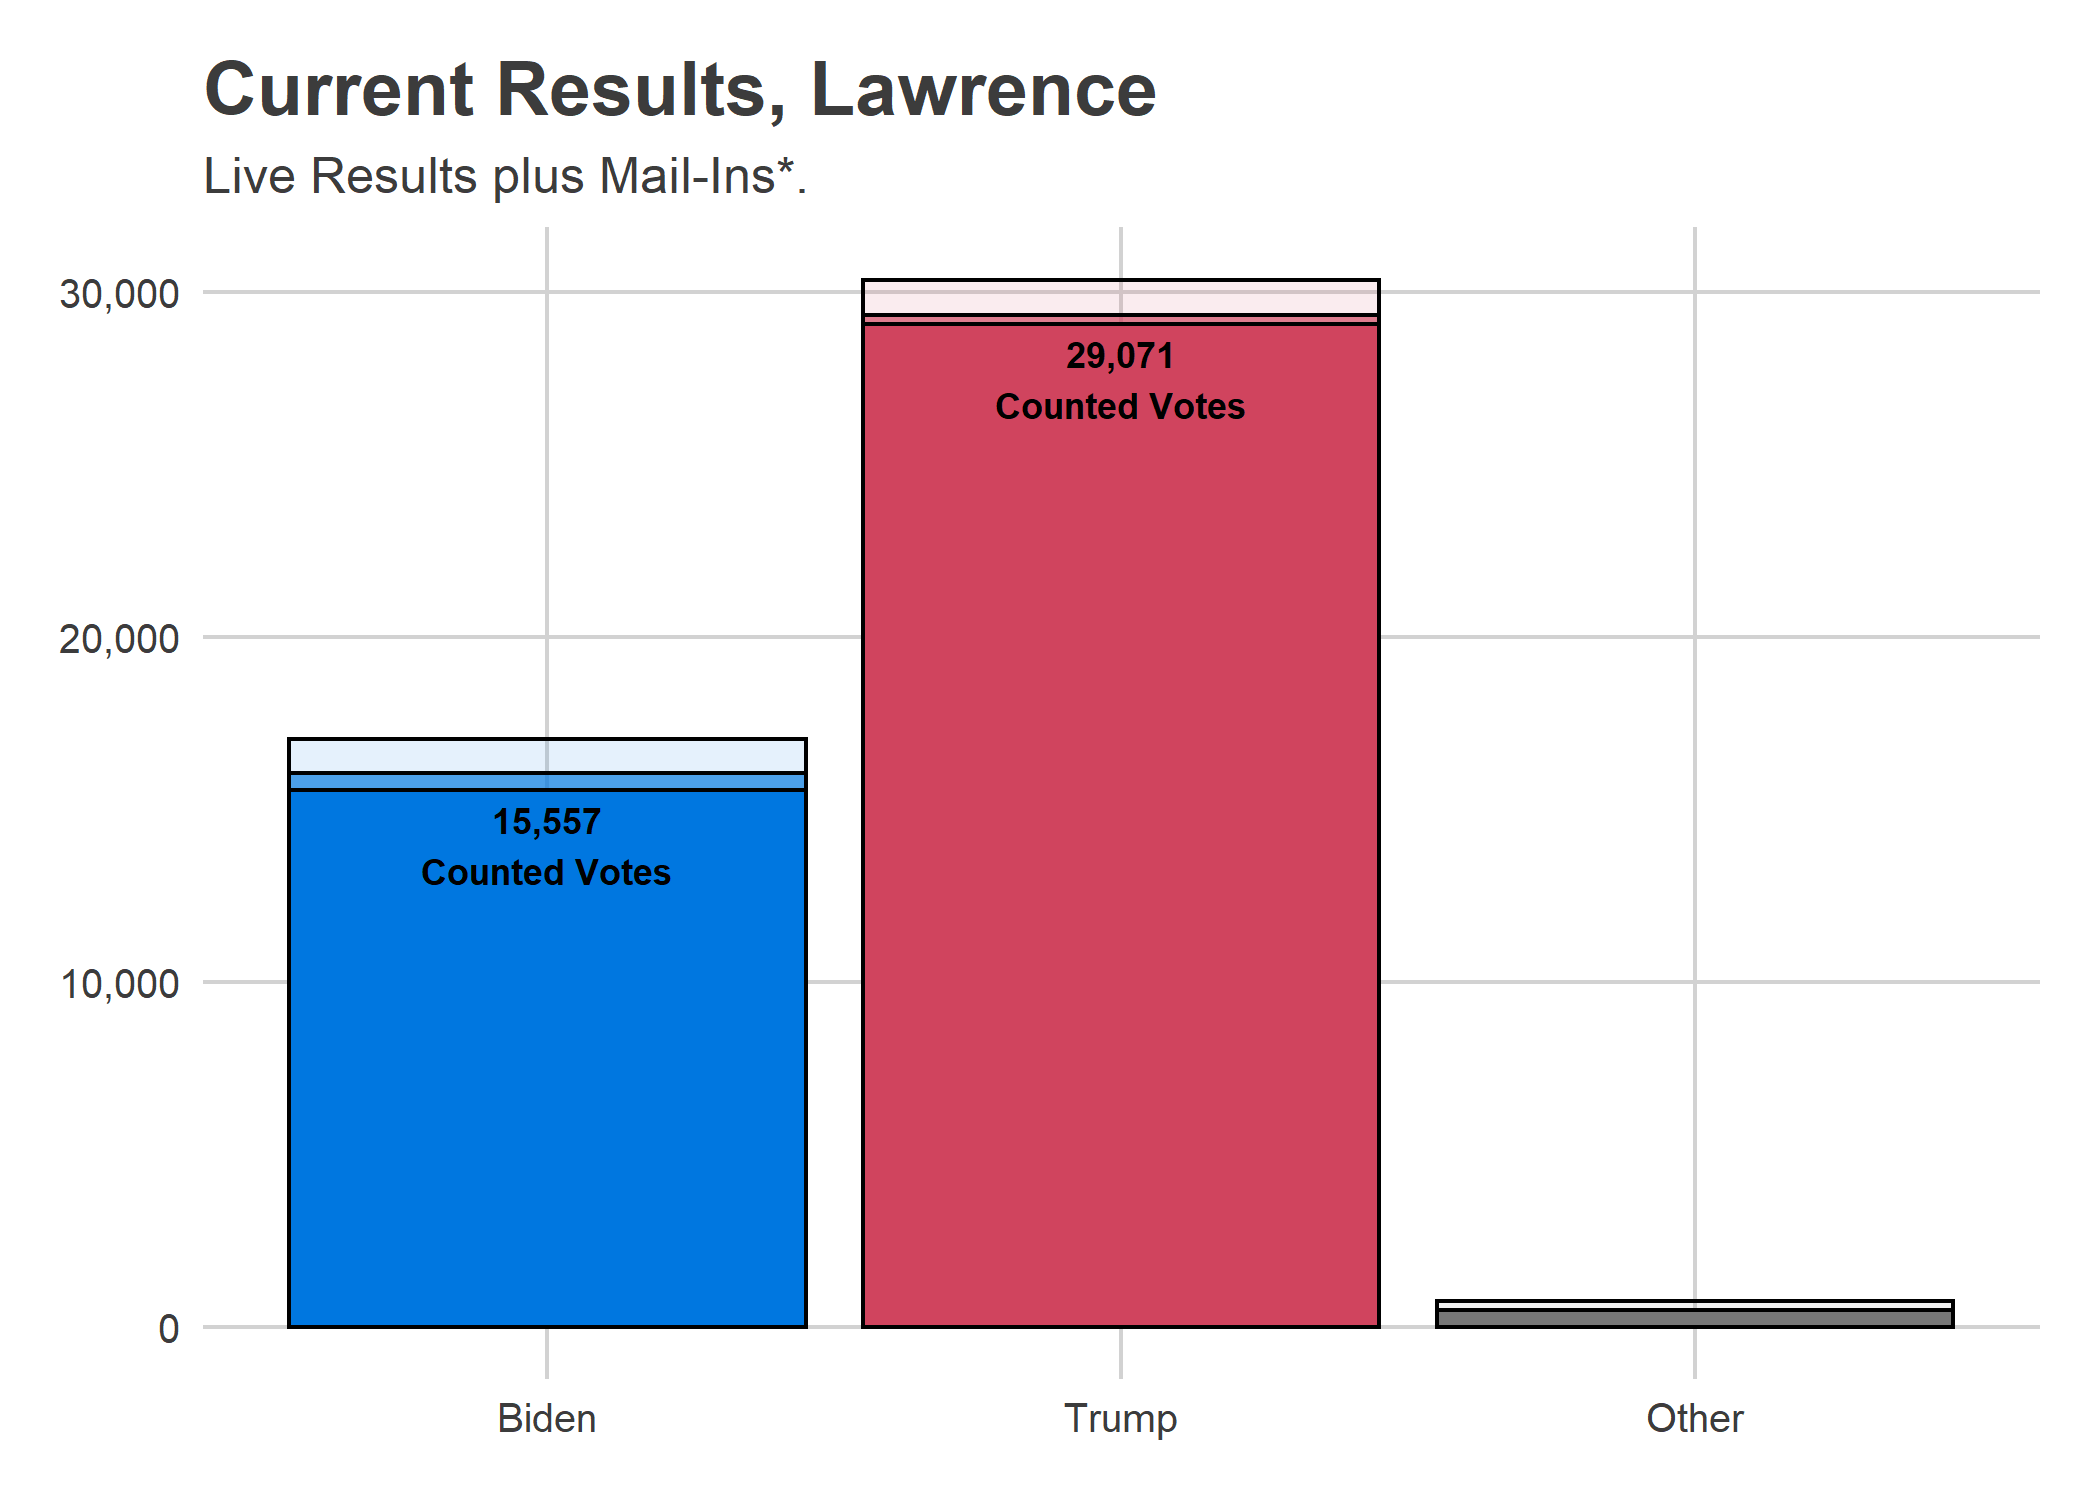 Current Results, Lawrence
Live Results plus Mail-Ins*.
30,000
20,000
10,000
0
29,071
Counted Votes
15,557
Counted Votes
Biden
Trump
Other